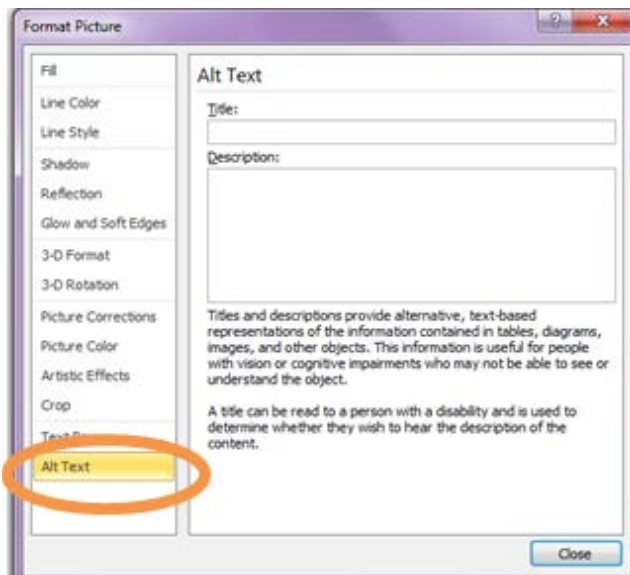 Format Picture
Fill
Line Color
Line Style
Shadow
Reflection
Glow and Soft Edges
3-D Format
3-D Rotation
Picture Corrections
Picture Color
Artistic Effects
Crop
Alt Text
Alt Text
Title:
Description:
Titles and descriptions provide alternative, text-based
representations of the information contained in tables, diagrams,
images, and other objects. This information is useful for people
with vision or cognitive impairments who may not be able to see or
understand the object.
A title can be read to a person with a disability and is used to
determine whether they wish to hear the description of the
content.
Close